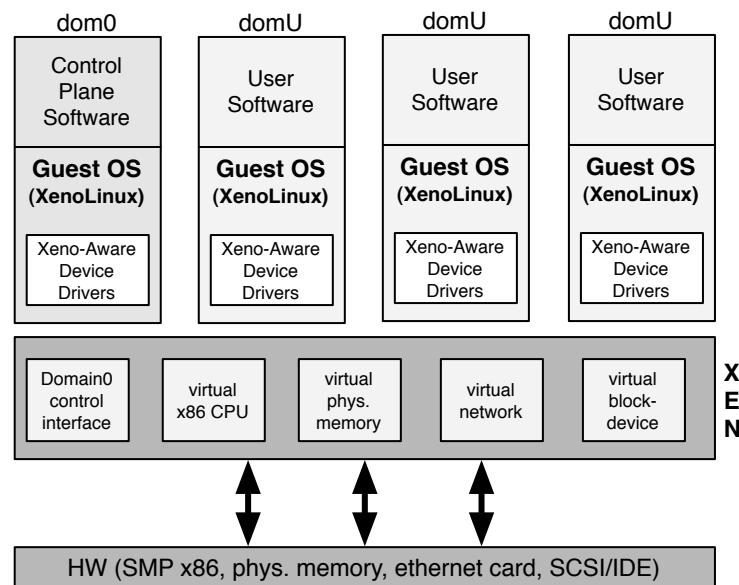 dom0
domU
domU
domU
Control
Plane
Software
User
Software
User
Software
User
Software
Guest OS
(XenoLinux)
Guest OS
(XenoLinux)
Guest OS
(XenoLinux)
Guest OS
(XenoLinux)
Xeno-Aware
Device
Drivers
Xeno-Aware
Device
Drivers
Xeno-Aware
Device
Drivers
Xeno-Aware
Device
Drivers
Domain0
control
interface
virtual
x86 CPU
virtual
phys.
memory
virtual
network
virtual
block-
device
X
E
N
HW (SMP x86, phys. memory, ethernet card, SCSI/IDE)